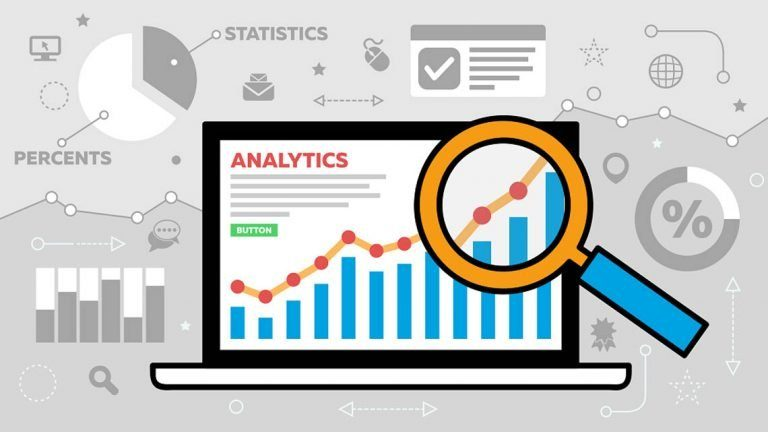 STATISTICS
PERCENTS
ANALYTICS
BUTTON
%